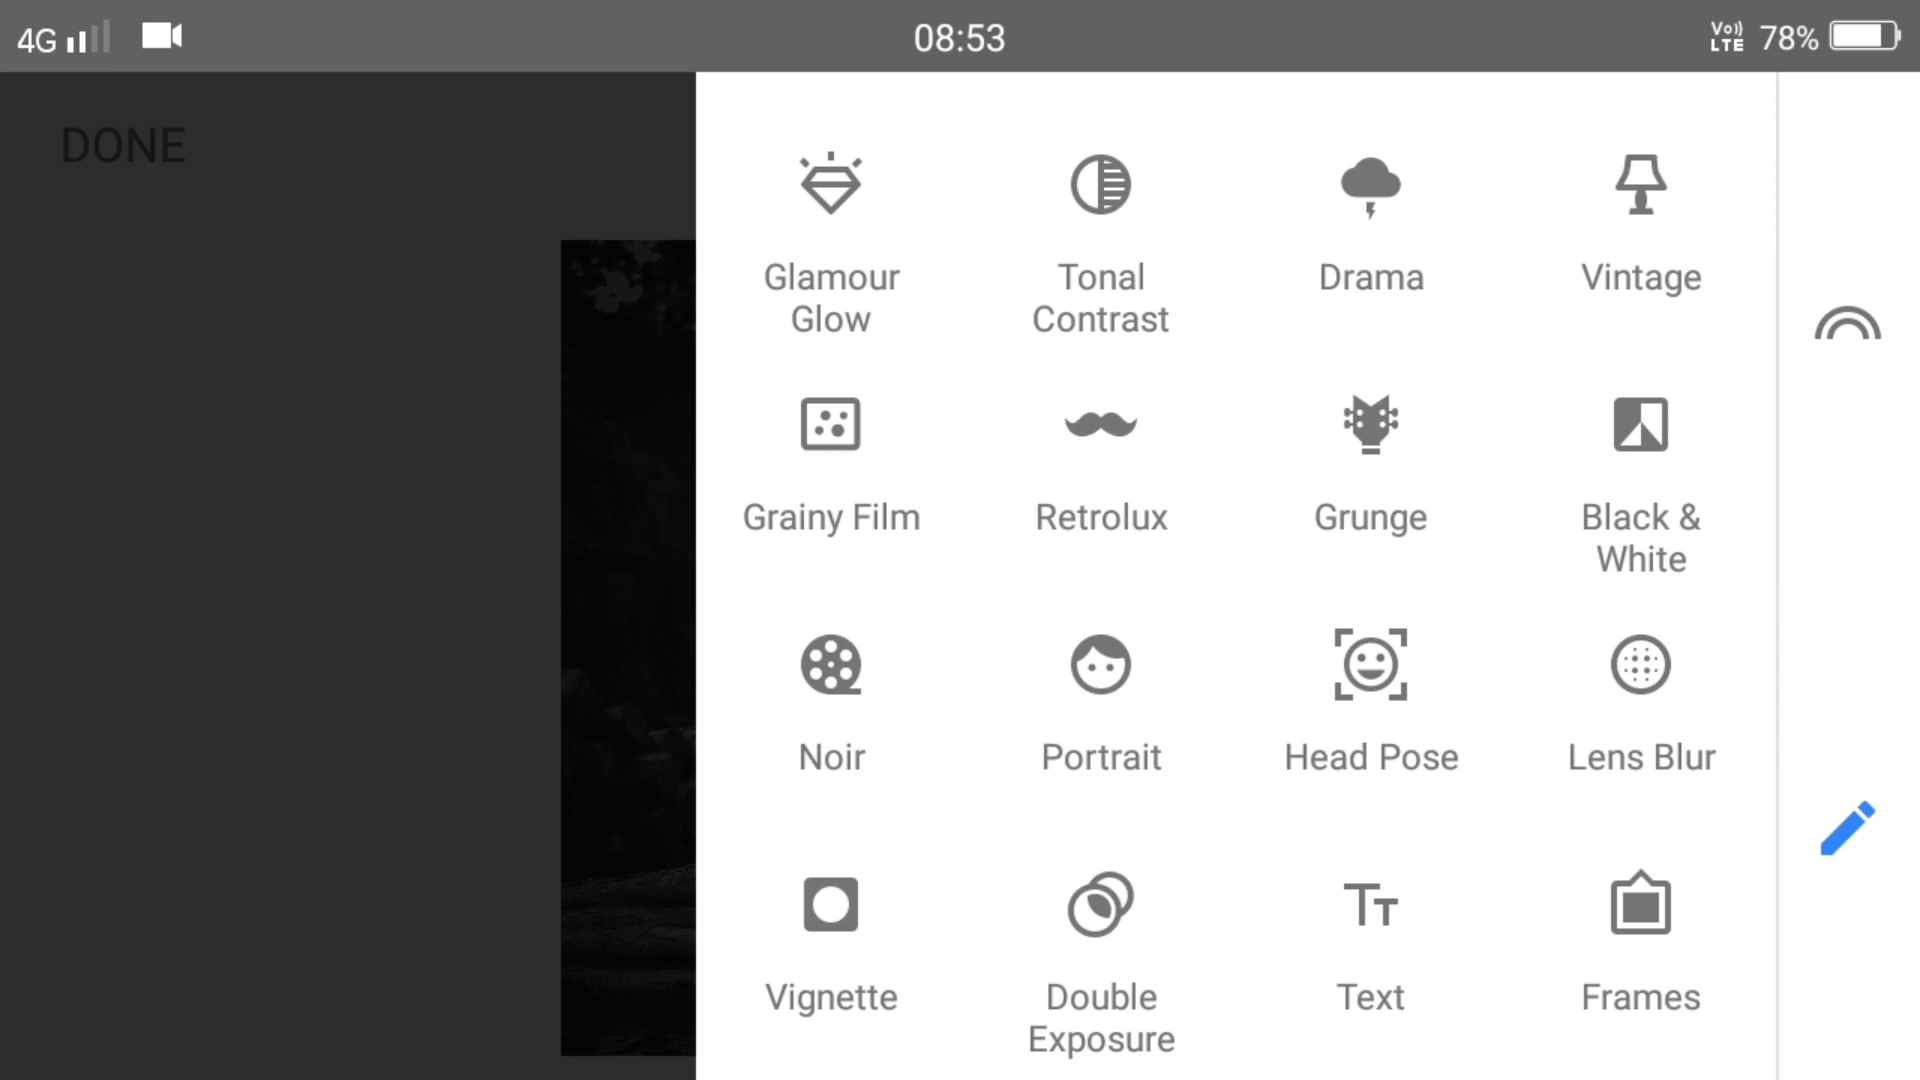 4G
08:53
Vo))
LTE
78%
DONE
Glamour
Glow
Tonal
Contrast
Drama
Vintage
Grainy Film
Retrolux
Grunge
Black &
White
Noir
Portrait
Head Pose
Lens Blur
Vignette
Double
Exposure
Text
Frames